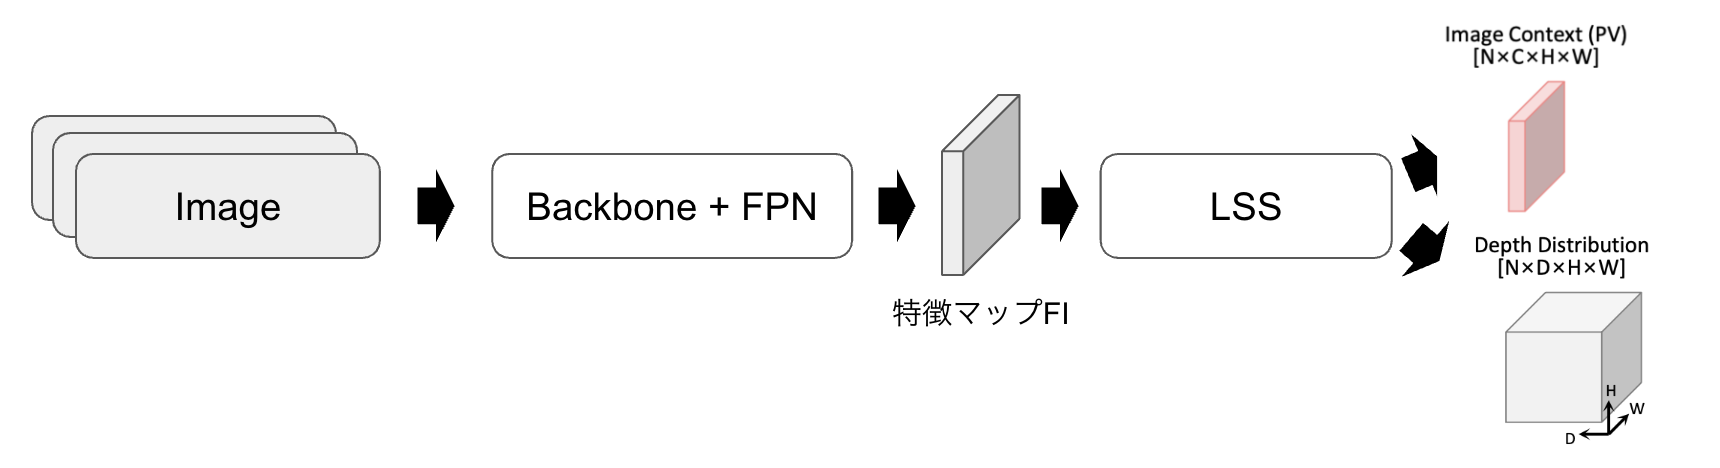 Image
Backbone + FPN
特徴マップFI
LSS
Image Context (PV)
[N×C×H×W]
Depth Distribution
[N×D×H×W]
H
W
D